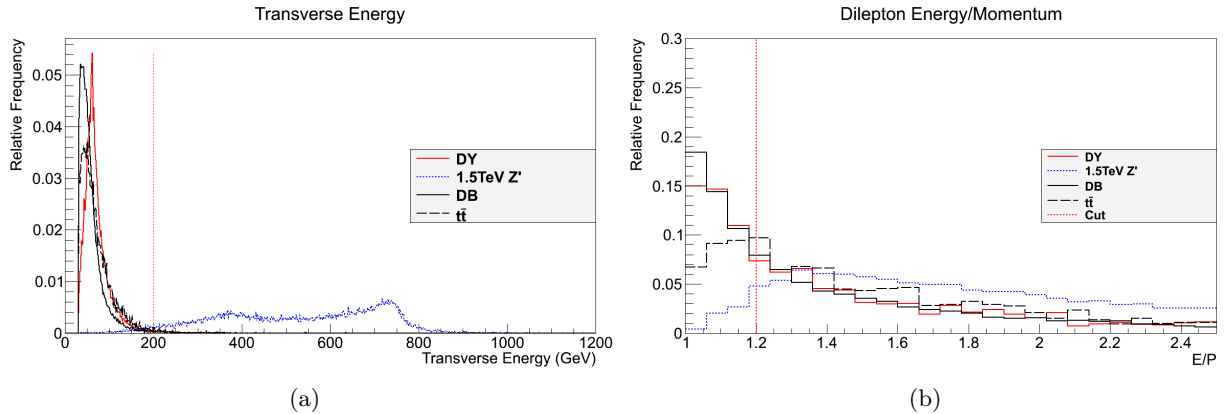 Transverse Energy
Relative Frequency
0.05
0.04
0.03
0.02
0.01
0
DY
1.5TeV Z'
DB
tt̄
0 200 400 600 800 1000 1200
Transverse Energy (GeV)
(a)
Dilepton Energy/Momentum
Relative Frequency
0.3
0.25
0.2
0.15
0.1
0.05
0
DY
1.5TeV Z'
DB
tt̄
Cut
1 1.2 1.4 1.6 1.8 2 2.2 2.4
E/P
(b)